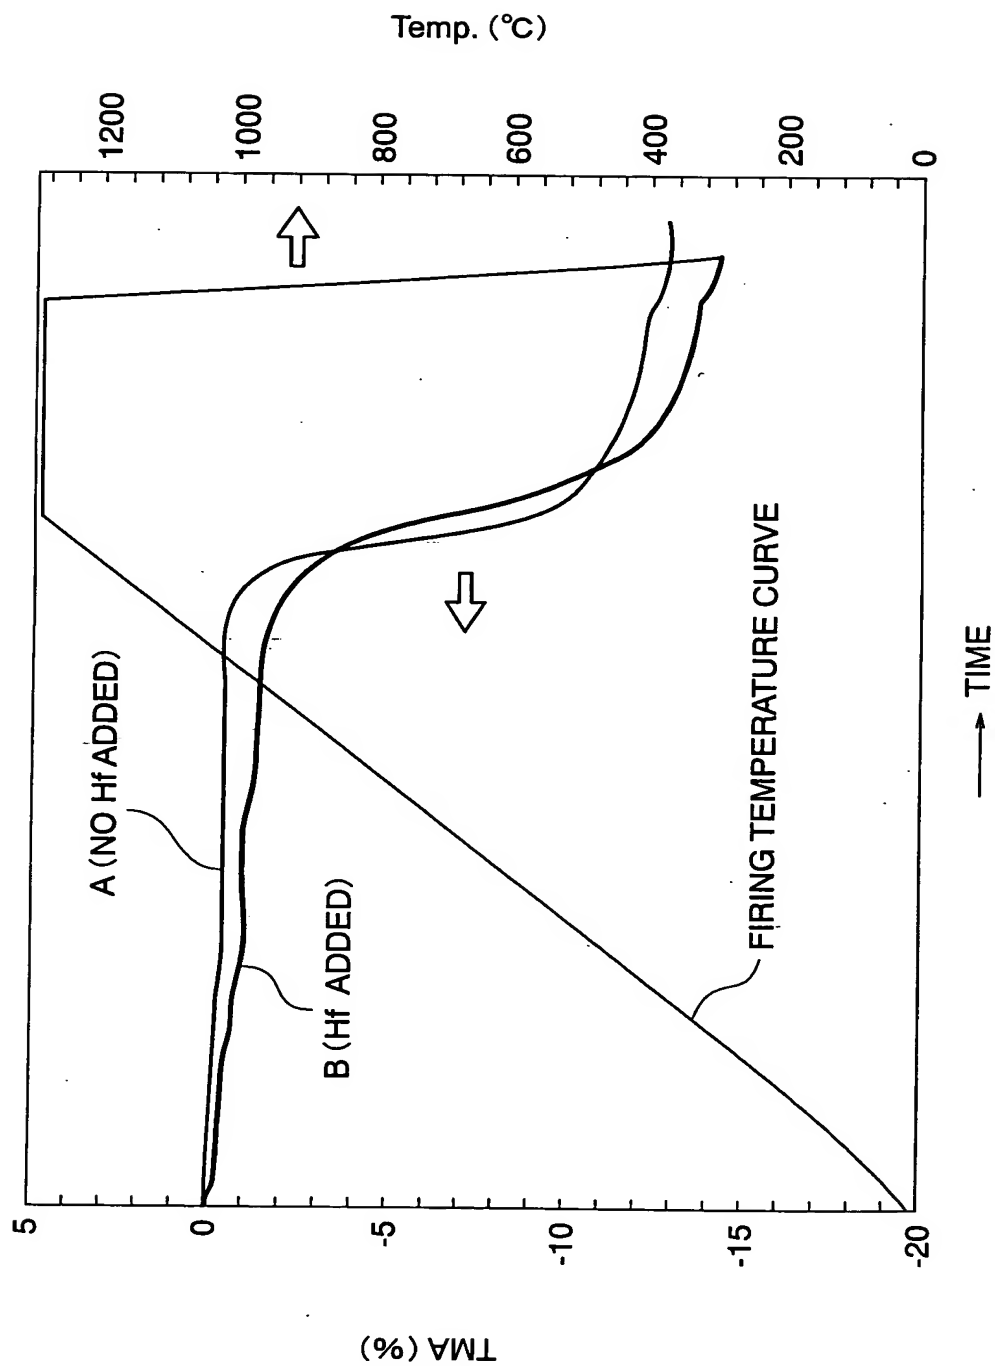 Temp. (°C)
1200
1000
800
600
400
200
0
A (NO Hf ADDED)
B (Hf ADDED)
FIRING TEMPERATURE CURVE
5
0
-5
-10
-15
-20
TMA (%)
→ TIME